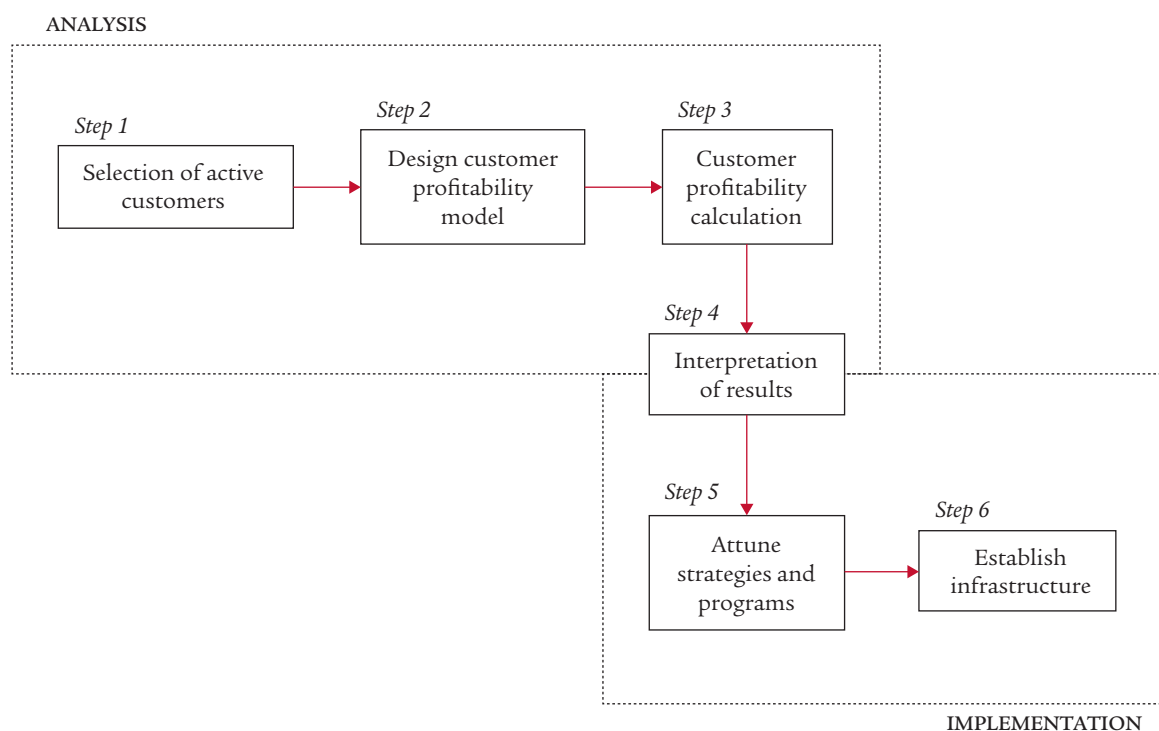 ANALYSIS
Step 1
Selection of active
customers
Step 2
Design customer
profitability
model
Step 3
Customer
profitability
calculation
Step 4
Interpretation
of results
Step 5
Attune
strategies and
programs
Step 6
Establish
infrastructure
IMPLEMENTATION